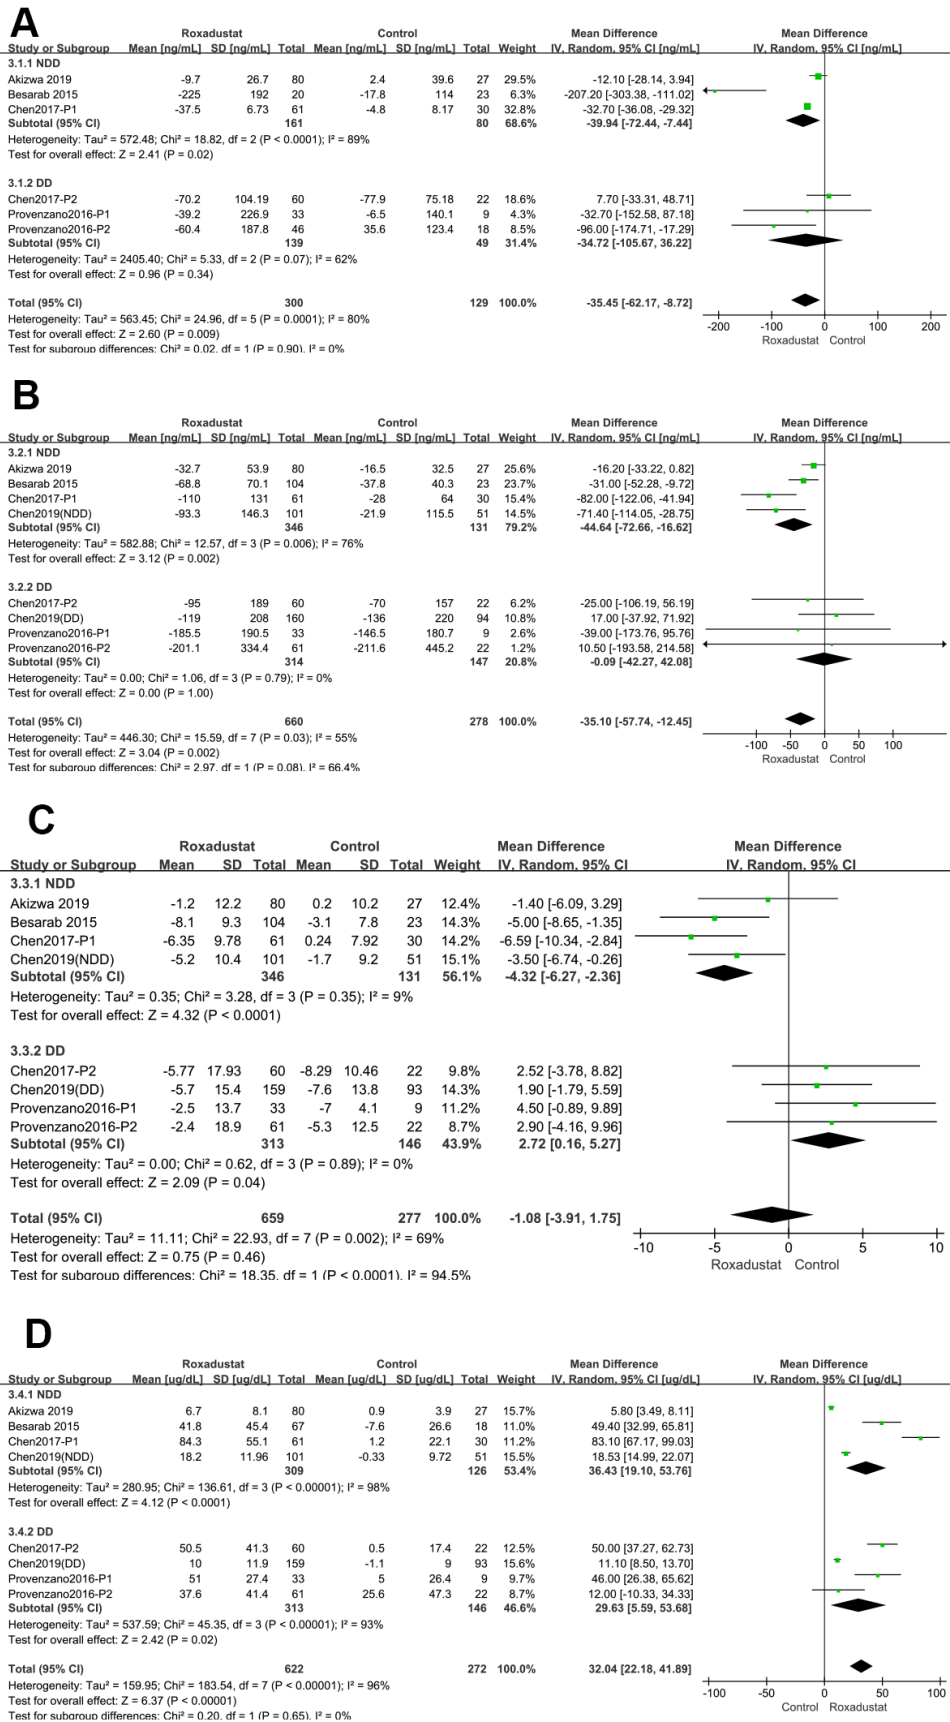 A
Roxadustat Control Mean Difference Mean Difference
Study or Subgroup Mean [ng/mL] SD [ng/mL] Total Mean [ng/mL] SD [ng/mL] Total Weight IV, Random, 95% CI [ng/mL] IV, Random, 95% CI [ng/mL]
3.1.1 NDD
Akizwa 2019 -9.7 26.7 80 2.4 39.6 27 29.5% -12.10 [-28.14, 3.94]
Besarab 2015 -225 192 20 -17.8 114 23 6.3% -207.20 [-303.38, -111.02]
Chen2017-P1 -37.5 6.73 61 -4.8 8.17 30 32.8% -32.70 [-36.08, -29.32]
Subtotal (95% CI) 161 80 68.6% -39.94 [-72.44, -7.44]
Heterogeneity: Tau² = 572.48; Chi² = 18.82, df = 2 (P < 0.0001); I² = 89%
Test for overall effect: Z = 2.41 (P = 0.02)
3.1.2 DD
Chen2017-P2 -70.2 104.19 60 -77.9 75.18 22 18.6% 7.70 [-33.31, 48.71]
Provenzano2016-P1 -39.2 226.9 33 -6.5 140.1 9 4.3% -32.70 [-152.58, 87.18]
Provenzano2016-P2 -60.4 187.8 46 35.6 123.4 18 8.5% -96.00 [-174.71, -17.29]
Subtotal (95% CI) 139 49 31.4% -34.72 [-105.67, 36.22]
Heterogeneity: Tau² = 2405.40; Chi² = 5.33, df = 2 (P = 0.07); I² = 62%
Test for overall effect: Z = 0.96 (P = 0.34)
Total (95% CI) 300 129 100.0% -35.45 [-62.17, -8.72]
Heterogeneity: Tau² = 563.45; Chi² = 24.96, df = 5 (P = 0.0001); I² = 80%
Test for overall effect: Z = 2.60 (P = 0.009)
Test for subgroup differences: Chi² = 0.02, df = 1 (P = 0.90), I² = 0%
-200 -100 0 100 200
Roxadustat Control
B
Roxadustat Control Mean Difference Mean Difference
Study or Subgroup Mean [ng/mL] SD [ng/mL] Total Mean [ng/mL] SD [ng/mL] Total Weight IV, Random, 95% CI [ng/mL] IV, Random, 95% CI [ng/mL]
3.2.1 NDD
Akizwa 2019 -32.7 53.9 80 -16.5 32.5 27 25.6% -16.20 [-33.22, 0.82]
Besarab 2015 -68.8 70.1 104 -37.8 40.3 23 23.7% -31.00 [-52.28, -9.72]
Chen2017-P1 -110 131 61 -28 64 30 15.4% -82.00 [-122.06, -41.94]
Chen2019(NDD) -93.3 146.3 101 -21.9 115.5 51 14.5% -71.40 [-114.05, -28.75]
Subtotal (95% CI) 346 131 79.2% -44.64 [-72.66, -16.62]
Heterogeneity: Tau² = 582.88; Chi² = 12.57, df = 3 (P = 0.006); I² = 76%
Test for overall effect: Z = 3.12 (P = 0.002)
3.2.2 DD
Chen2017-P2 -95 189 60 -70 157 22 6.2% -25.00 [-106.19, 56.19]
Chen2019(DD) -119 208 160 -136 220 94 10.8% 17.00 [-37.92, 71.92]
Provenzano2016-P1 -185.5 190.5 33 -146.5 180.7 9 2.6% -39.00 [-173.76, 95.76]
Provenzano2016-P2 -201.1 334.4 61 -211.6 445.2 22 1.2% 10.50 [-193.58, 214.58]
Subtotal (95% CI) 314 147 20.8% -0.09 [-42.27, 42.08]
Heterogeneity: Tau² = 0.00; Chi² = 1.06, df = 3 (P = 0.79); I² = 0%
Test for overall effect: Z = 0.00 (P = 1.00)
Total (95% CI) 660 278 100.0% -35.10 [-57.74, -12.45]
Heterogeneity: Tau² = 446.30; Chi² = 15.59, df = 7 (P = 0.03); I² = 55%
Test for overall effect: Z = 3.04 (P = 0.002)
Test for subgroup differences: Chi² = 2.97, df = 1 (P = 0.08), I² = 66.4%
-100 -50 0 50 100
Roxadustat Control
C
Roxadustat Control Mean Difference Mean Difference
Study or Subgroup Mean SD Total Mean SD Total Weight IV, Random, 95% CI IV, Random, 95% CI
3.3.1 NDD
Akizwa 2019 -1.2 12.2 80 0.2 10.2 27 12.4% -1.40 [-6.09, 3.29]
Besarab 2015 -8.1 9.3 104 -3.1 7.8 23 14.3% -5.00 [-8.65, -1.35]
Chen2017-P1 -6.35 9.78 61 0.24 7.92 30 14.2% -6.59 [-10.34, -2.84]
Chen2019(NDD) -5.2 10.4 101 -1.7 9.2 51 15.1% -3.50 [-6.74, -0.26]
Subtotal (95% CI) 346 131 56.1% -4.32 [-6.27, -2.36]
Heterogeneity: Tau² = 0.35; Chi² = 3.28, df = 3 (P = 0.35); I² = 9%
Test for overall effect: Z = 4.32 (P < 0.0001)
3.3.2 DD
Chen2017-P2 -5.77 17.93 60 -8.29 10.46 22 9.8% 2.52 [-3.78, 8.82]
Chen2019(DD) -5.7 15.4 159 -7.6 13.8 93 14.3% 1.90 [-1.79, 5.59]
Provenzano2016-P1 -2.5 13.7 33 -7 4.1 9 11.2% 4.50 [-0.89, 9.89]
Provenzano2016-P2 -2.4 18.9 61 -5.3 12.5 22 8.7% 2.90 [-4.16, 9.96]
Subtotal (95% CI) 313 146 43.9% 2.72 [0.16, 5.27]
Heterogeneity: Tau² = 0.00; Chi² = 0.62, df = 3 (P = 0.89); I² = 0%
Test for overall effect: Z = 2.09 (P = 0.04)
Total (95% CI) 659 277 100.0% -1.08 [-3.91, 1.75]
Heterogeneity: Tau² = 11.11; Chi² = 22.93, df = 7 (P = 0.002); I² = 69%
Test for overall effect: Z = 0.75 (P = 0.46)
Test for subgroup differences: Chi² = 18.35, df = 1 (P < 0.0001), I² = 94.5%
-10 -5 0 5 10
Roxadustat Control
D
Roxadustat Control Mean Difference Mean Difference
Study or Subgroup Mean [ug/dL] SD [ug/dL] Total Mean [ug/dL] SD [ug/dL] Total Weight IV, Random, 95% CI [ug/dL] IV, Random, 95% CI [ug/dL]
3.4.1 NDD
Akizwa 2019 6.7 8.1 80 0.9 3.9 27 15.7% 5.80 [3.49, 8.11]
Besarab 2015 41.8 45.4 67 -7.6 26.6 18 11.0% 49.40 [32.99, 65.81]
Chen2017-P1 84.3 55.1 61 1.2 22.1 30 11.2% 83.10 [67.17, 99.03]
Chen2019(NDD) 18.2 11.96 101 -0.33 9.72 51 15.5% 18.53 [14.99, 22.07]
Subtotal (95% CI) 309 126 53.4% 36.43 [19.10, 53.76]
Heterogeneity: Tau² = 280.95; Chi² = 136.61, df = 3 (P < 0.00001); I² = 98%
Test for overall effect: Z = 4.12 (P < 0.0001)
3.4.2 DD
Chen2017-P2 50.5 41.3 60 0.5 17.4 22 12.5% 50.00 [37.27, 62.73]
Chen2019(DD) 10 11.9 159 -1.1 9 93 15.6% 11.10 [8.50, 13.70]
Provenzano2016-P1 51 27.4 33 5 26.4 9 9.7% 46.00 [26.38, 65.62]
Provenzano2016-P2 37.6 41.4 61 25.6 47.3 22 8.7% 12.00 [-10.33, 34.33]
Subtotal (95% CI) 313 146 46.6% 29.63 [5.59, 53.68]
Heterogeneity: Tau² = 537.59; Chi² = 45.35, df = 3 (P < 0.00001); I² = 93%
Test for overall effect: Z = 2.42 (P = 0.02)
Total (95% CI) 622 272 100.0% 32.04 [22.18, 41.89]
Heterogeneity: Tau² = 159.95; Chi² = 183.54, df = 7 (P < 0.00001); I² = 96%
Test for overall effect: Z = 6.37 (P < 0.00001)
Test for subgroup differences: Chi² = 0.20, df = 1 (P = 0.65), I² = 0%
-100 -50 0 50 100
Control Roxadustat